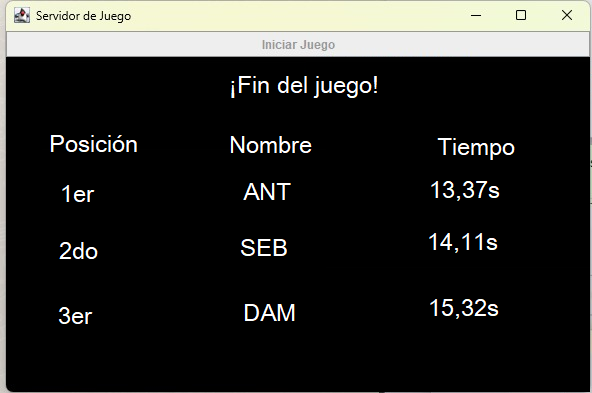 Servidor de Juego
Iniciar Juego
¡Fin del juego!
Posición Nombre Tiempo
1er ANT 13,37s
2do SEB 14,11s
3er DAM 15,32s